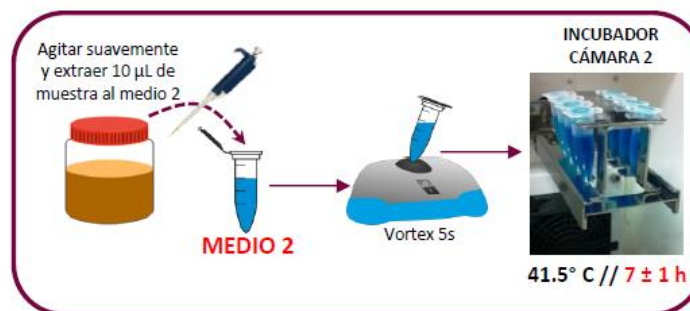 Agitar suavemente
y extraer 10 µL de
muestra al medio 2
MEDIO 2
Vortex 5s
INCUBADOR
CÁMARA 2
41.5° C // 7 ± 1 h